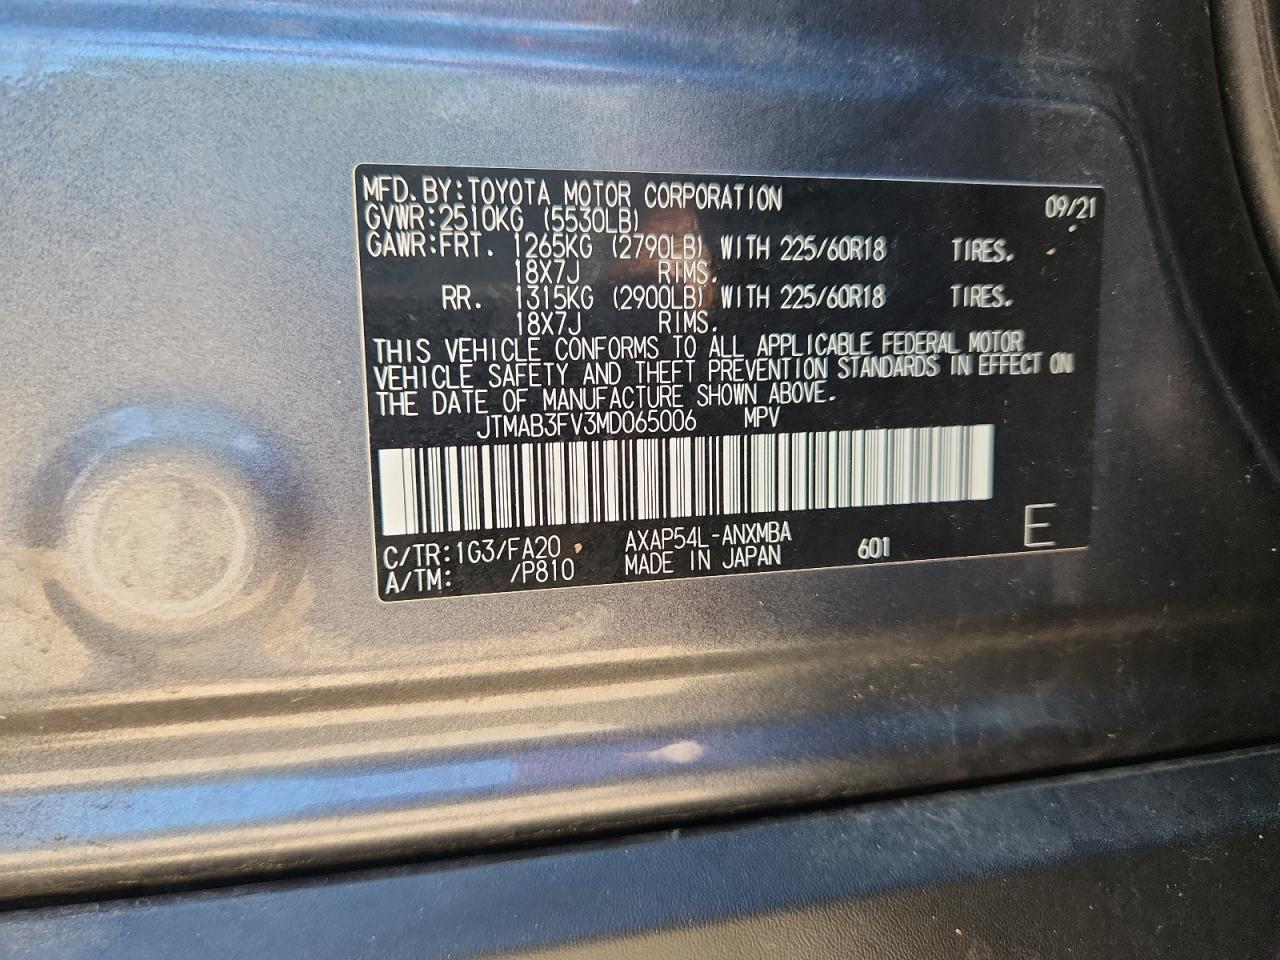 MFD.BY:TOYOTA MOTOR CORPORATION 09/21
GVWR:2510KG (5530LB)
GAWR:FRT. 1265KG (2790LB) WITH 225/60R18 TIRES.
18X7J RIMS.
RR. 1315KG (2900LB) WITH 225/60R18 TIRES.
18X7J RIMS.
THIS VEHICLE CONFORMS TO ALL APPLICABLE FEDERAL MOTOR
VEHICLE SAFETY AND THEFT PREVENTION STANDARDS IN EFFECT ON
THE DATE OF MANUFACTURE SHOWN ABOVE.
JTMAB3FV3MD065006 MPV
C/TR:1G3/FA20 AXAP54L-ANXMBA 601 E
A/TM: /P810 MADE IN JAPAN